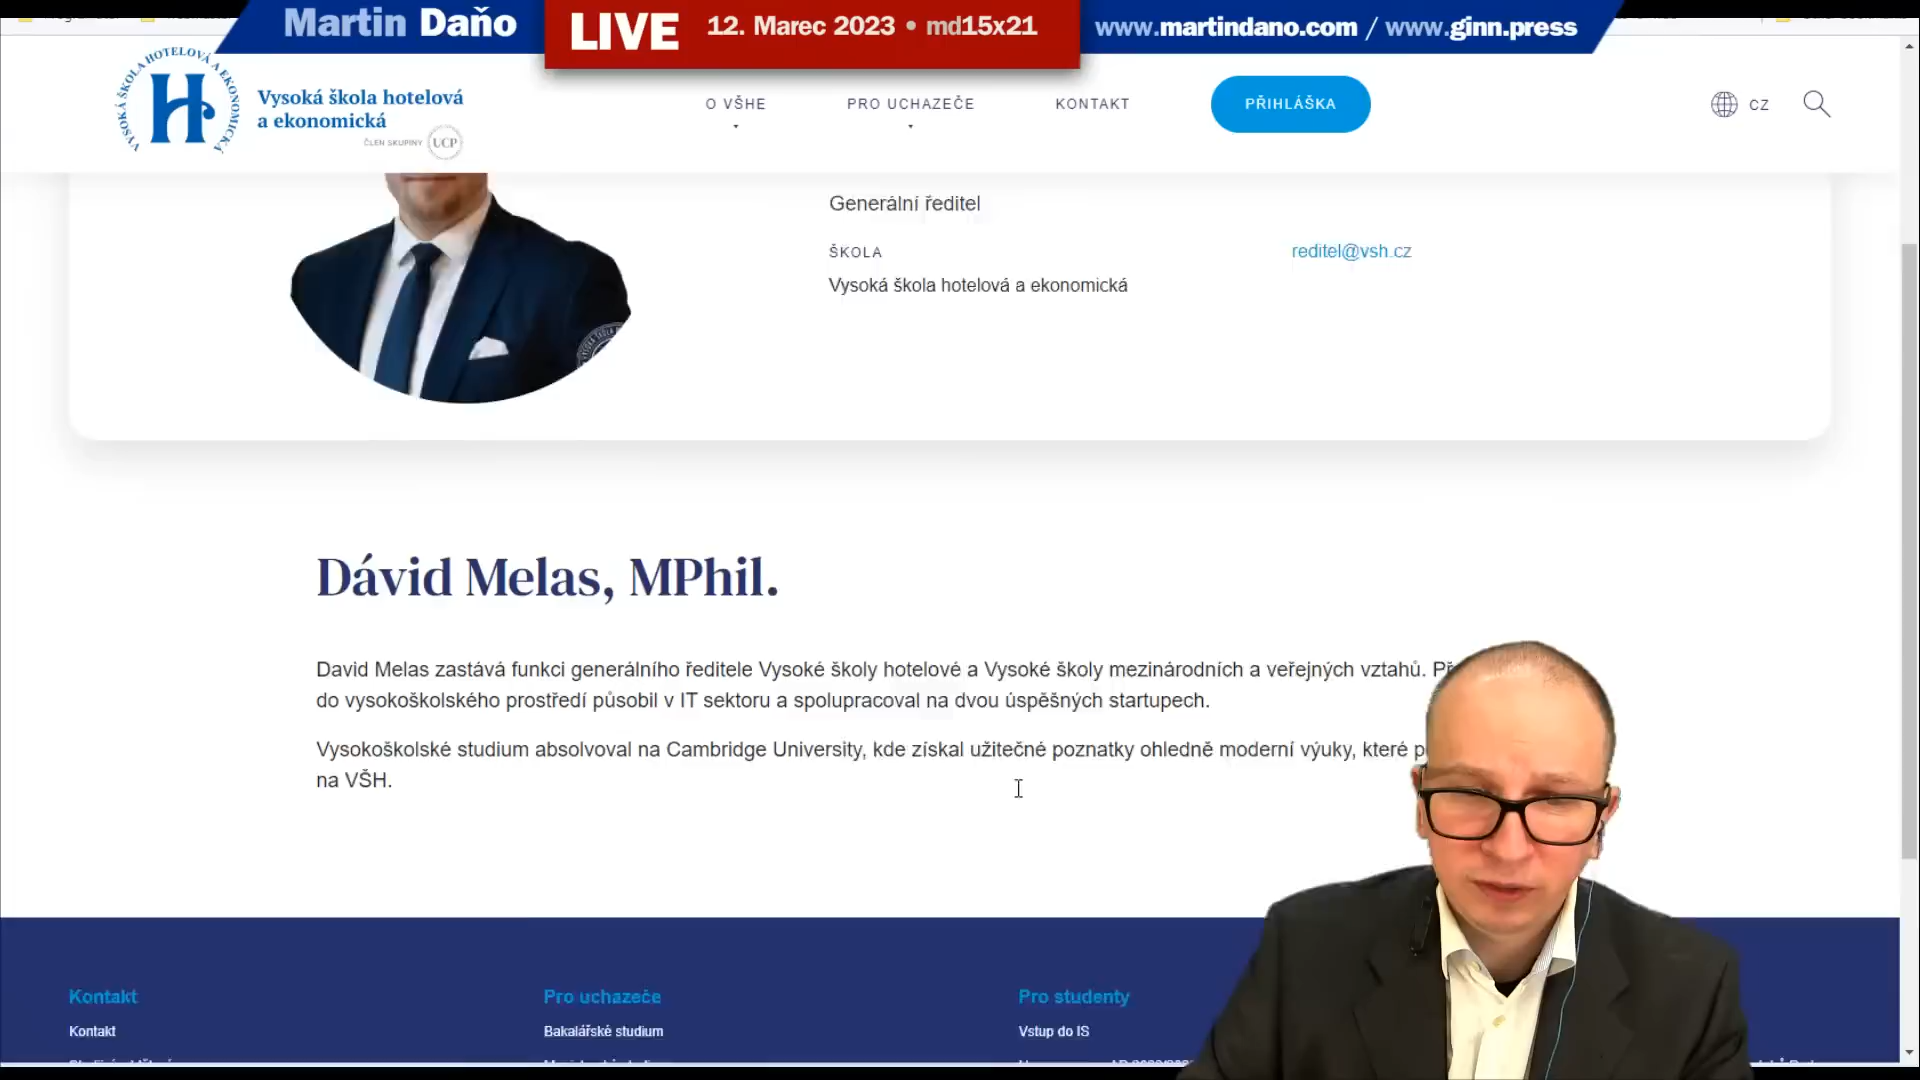 Martin Daňo
LIVE
12. Marec 2023 • md15x21
www.martindano.com / www.ginn.press
VYSOKÁ ŠKOLA HOTELOVÁ A EKONOMICKÁ
Vysoká škola hotelová
a ekonomická
ČLEN SKUPINY UCP
O VŠHE
PRO UCHAZEČE
KONTAKT
PŘIHLÁŠKA
CZ
Generální ředitel
ŠKOLA
reditel@vsh.cz
Vysoká škola hotelová a ekonomická
Dávid Melas, MPhil.
David Melas zastává funkci generálního ředitele Vysoké školy hotelové a Vysoké školy mezinárodních a veřejných vztahů.
do vysokoškolského prostředí působil v IT sektoru a spolupracoval na dvou úspěšných startupech.
Vysokoškolské studium absolvoval na Cambridge University, kde získal užitečné poznatky ohledně moderní výuky, které
na VŠH.
Kontakt
Pro uchazeče
Pro studenty
Kontakt
Bakalářské studium
Vstup do IS